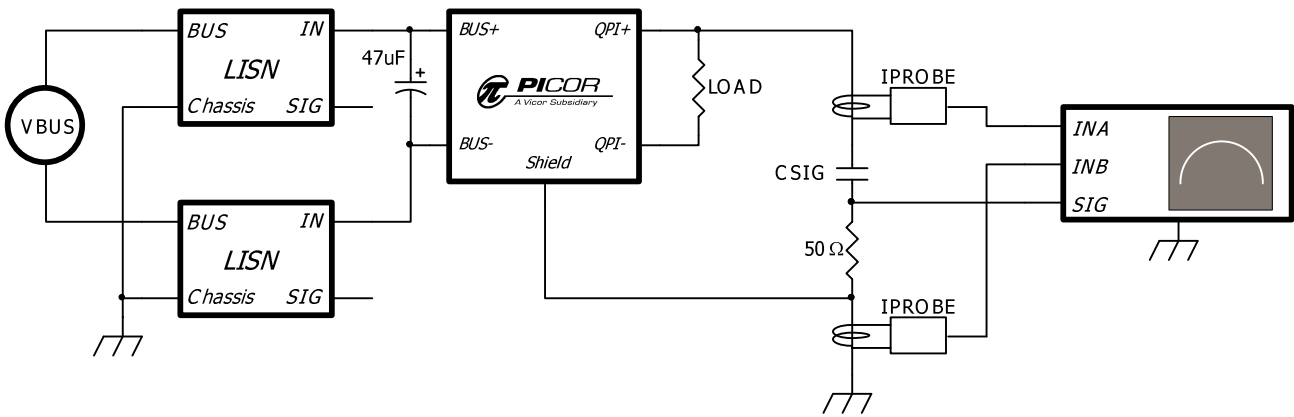 BUS IN
LISN
Chassis SIG
VBUS
47uF
+
BUS+ QPI+
π PICOR
A Vicor Subsidiary
BUS- QPI-
Shield
LOAD
IPROBE
CSIG
50 Ω
IPROBE
INA
INB
SIG
BUS IN
LISN
Chassis SIG